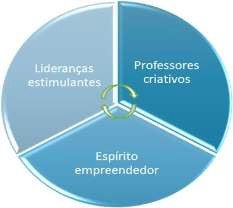 Lideranças
estimulantes
Professores
criativos
Espírito
empreendedor